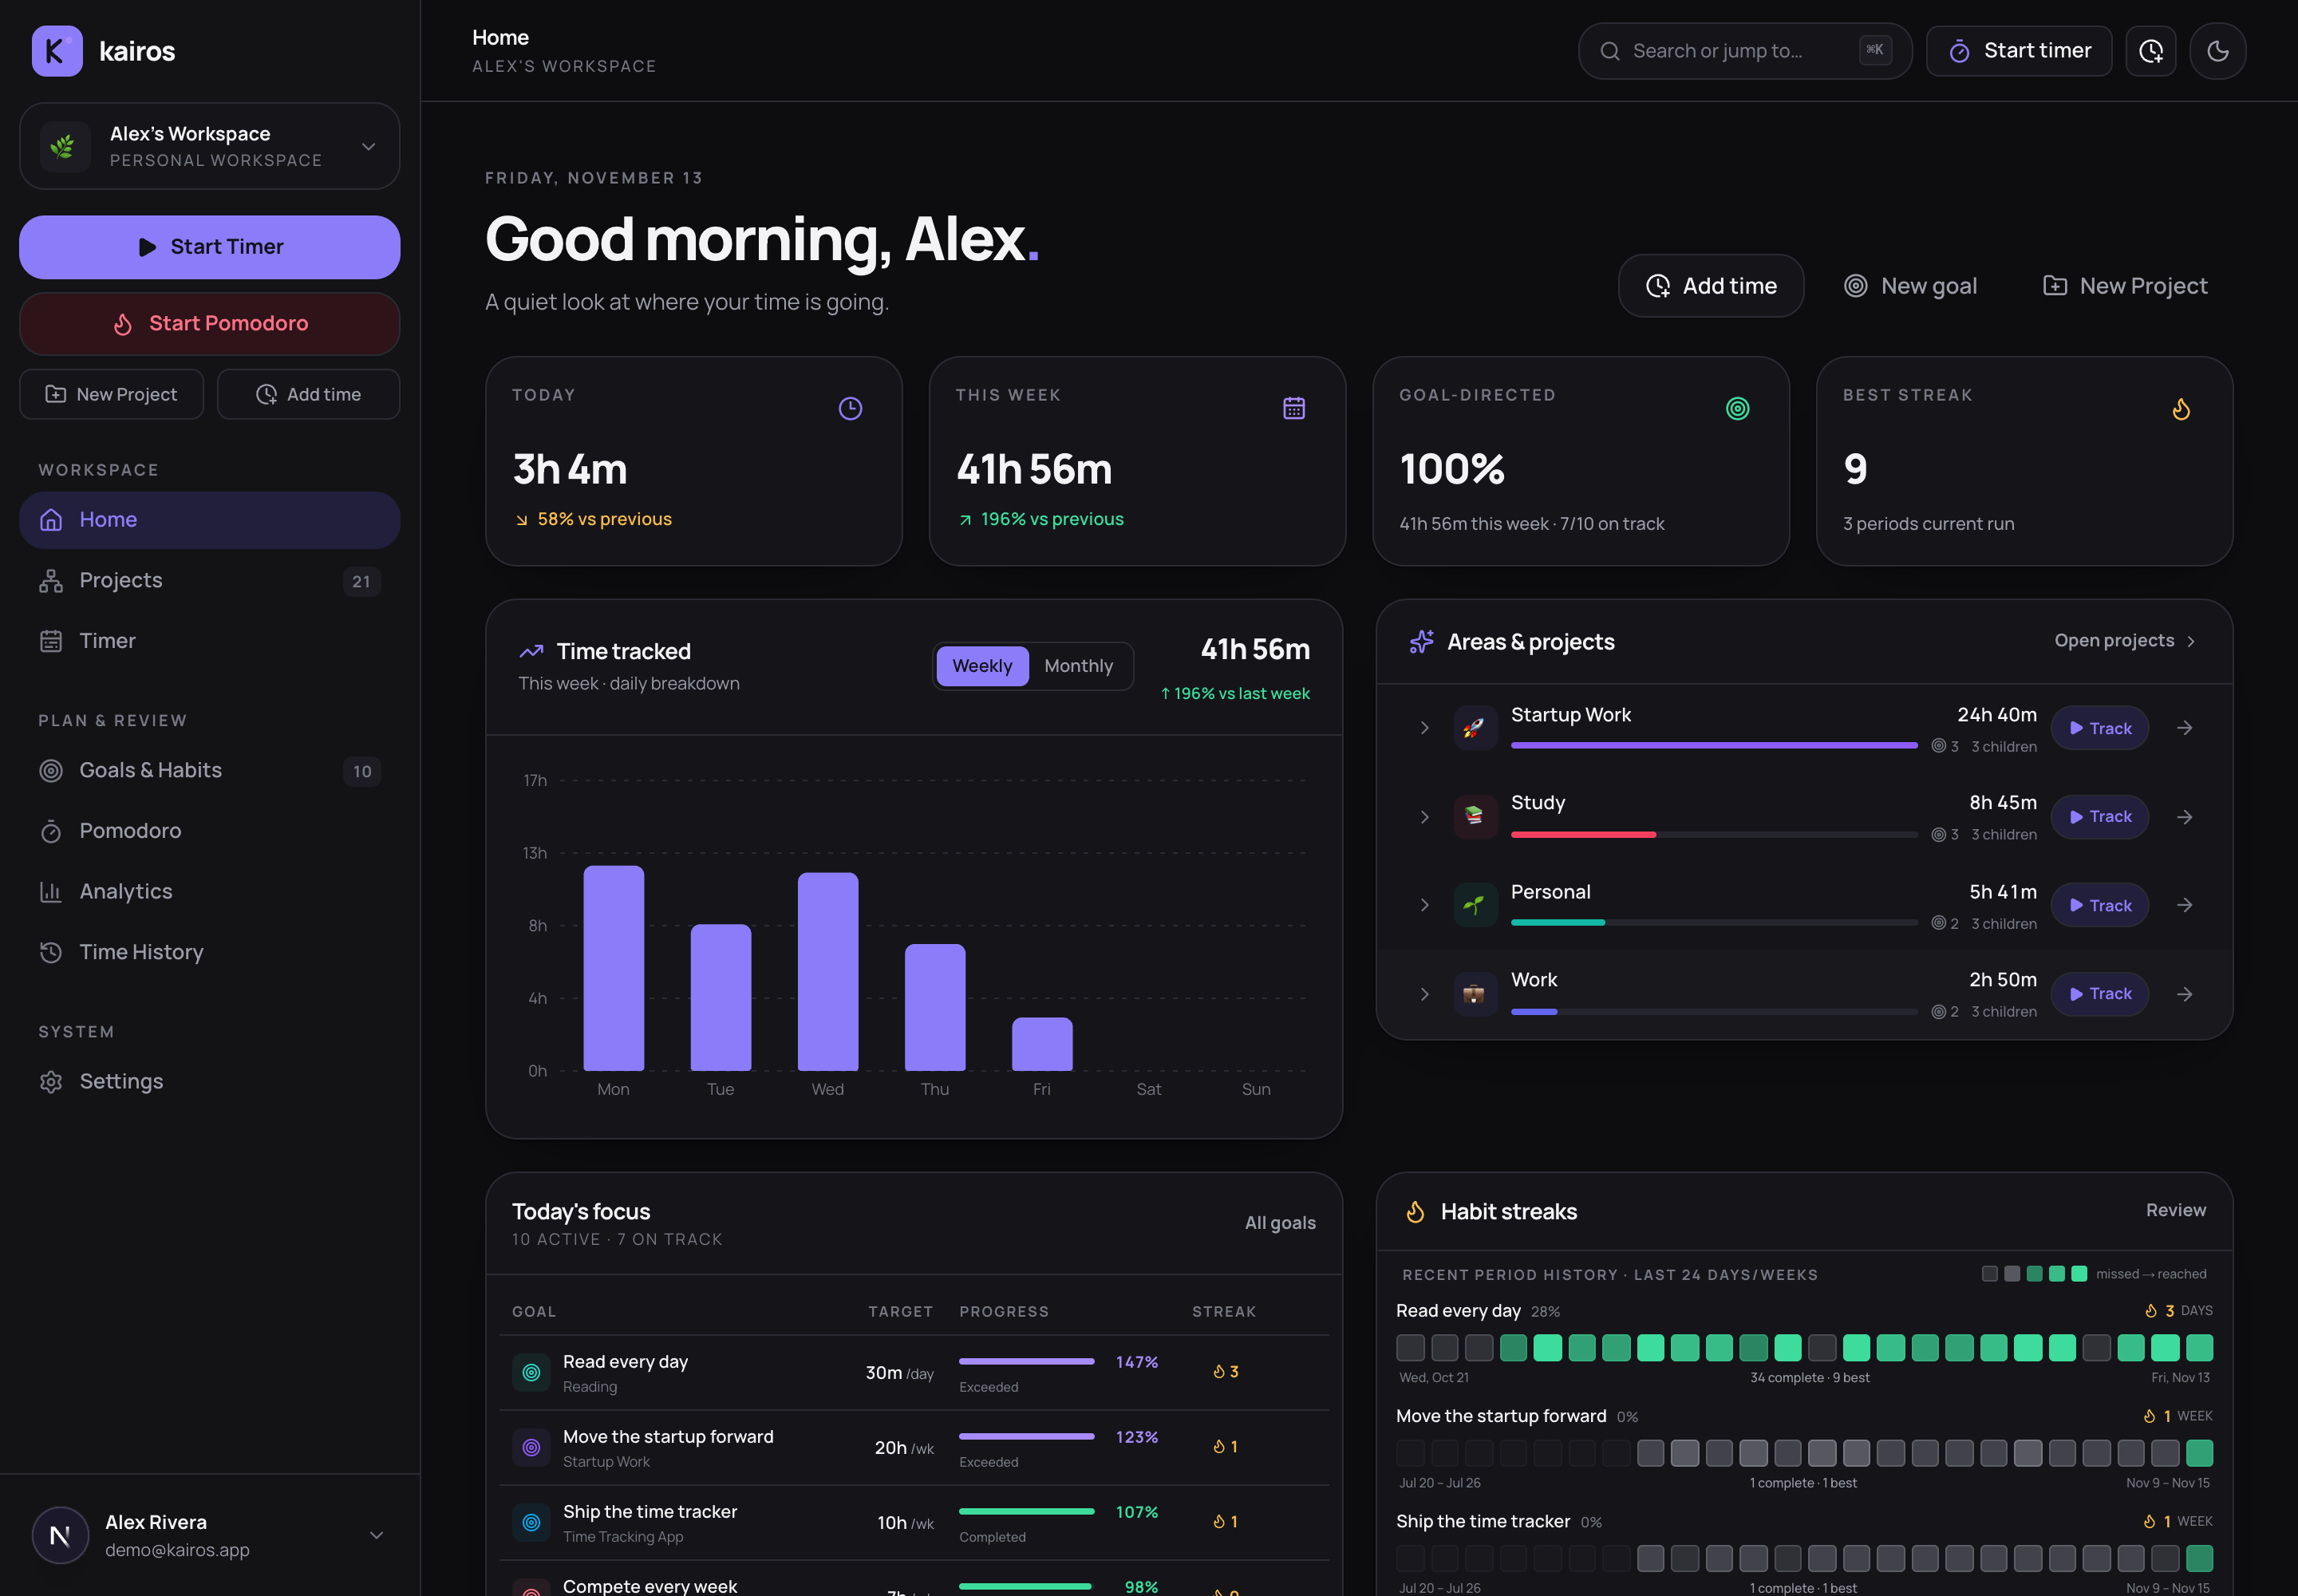 K
kairos
Alex's Workspace
PERSONAL WORKSPACE
Start Timer
Start Pomodoro
New Project
Add time
WORKSPACE
Home
Projects 21
Timer
PLAN & REVIEW
Goals & Habits 10
Pomodoro
Analytics
Time History
SYSTEM
Settings
N
Alex Rivera
demo@kairos.app
Home
ALEX'S WORKSPACE
Search or jump to...
⌘K
Start timer
FRIDAY, NOVEMBER 13
Good morning, Alex.
A quiet look at where your time is going.
Add time
New goal
New Project
TODAY
3h 4m
58% vs previous
THIS WEEK
41h 56m
196% vs previous
GOAL-DIRECTED
100%
41h 56m this week · 7/10 on track
BEST STREAK
9
3 periods current run
Time tracked
This week · daily breakdown
Weekly
Monthly
41h 56m
↑ 196% vs last week
17h
13h
8h
4h
0h
Mon Tue Wed Thu Fri Sat Sun
Areas & projects
Open projects
Startup Work 24h 40m
3 3 children
Track
Study 8h 45m
3 3 children
Track
Personal 5h 41m
2 3 children
Track
Work 2h 50m
2 3 children
Track
Today's focus
10 ACTIVE · 7 ON TRACK
All goals
GOAL TARGET PROGRESS STREAK
Read every day
Reading
30m /day
147%
Exceeded
3
Move the startup forward
Startup Work
20h /wk
123%
Exceeded
1
Ship the time tracker
Time Tracking App
10h /wk
107%
Completed
1
Compete every week
98%
Habit streaks
Review
RECENT PERIOD HISTORY · LAST 24 DAYS/WEEKS
missed → reached
Read every day 28%
3 DAYS
Wed, Oct 21
34 complete · 9 best
Fri, Nov 13
Move the startup forward 0%
1 WEEK
Jul 20 – Jul 26
1 complete · 1 best
Nov 9 – Nov 15
Ship the time tracker 0%
1 WEEK
Jul 20 – Jul 26
1 complete · 1 best
Nov 9 – Nov 15